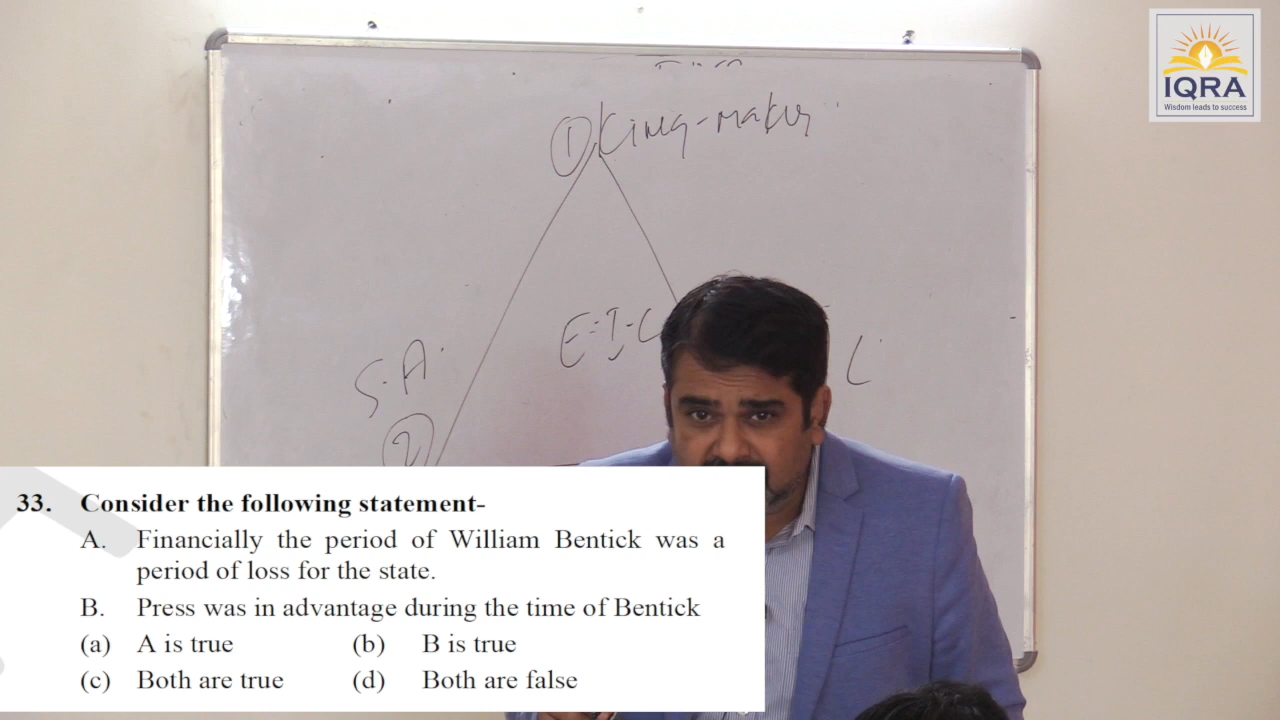 IQRA
Wisdom leads to success
① King-maker
E.I.C
S.A.
L
②
33. Consider the following statement-
A. Financially the period of William Bentick was a
period of loss for the state.
B. Press was in advantage during the time of Bentick
(a) A is true (b) B is true
(c) Both are true (d) Both are false